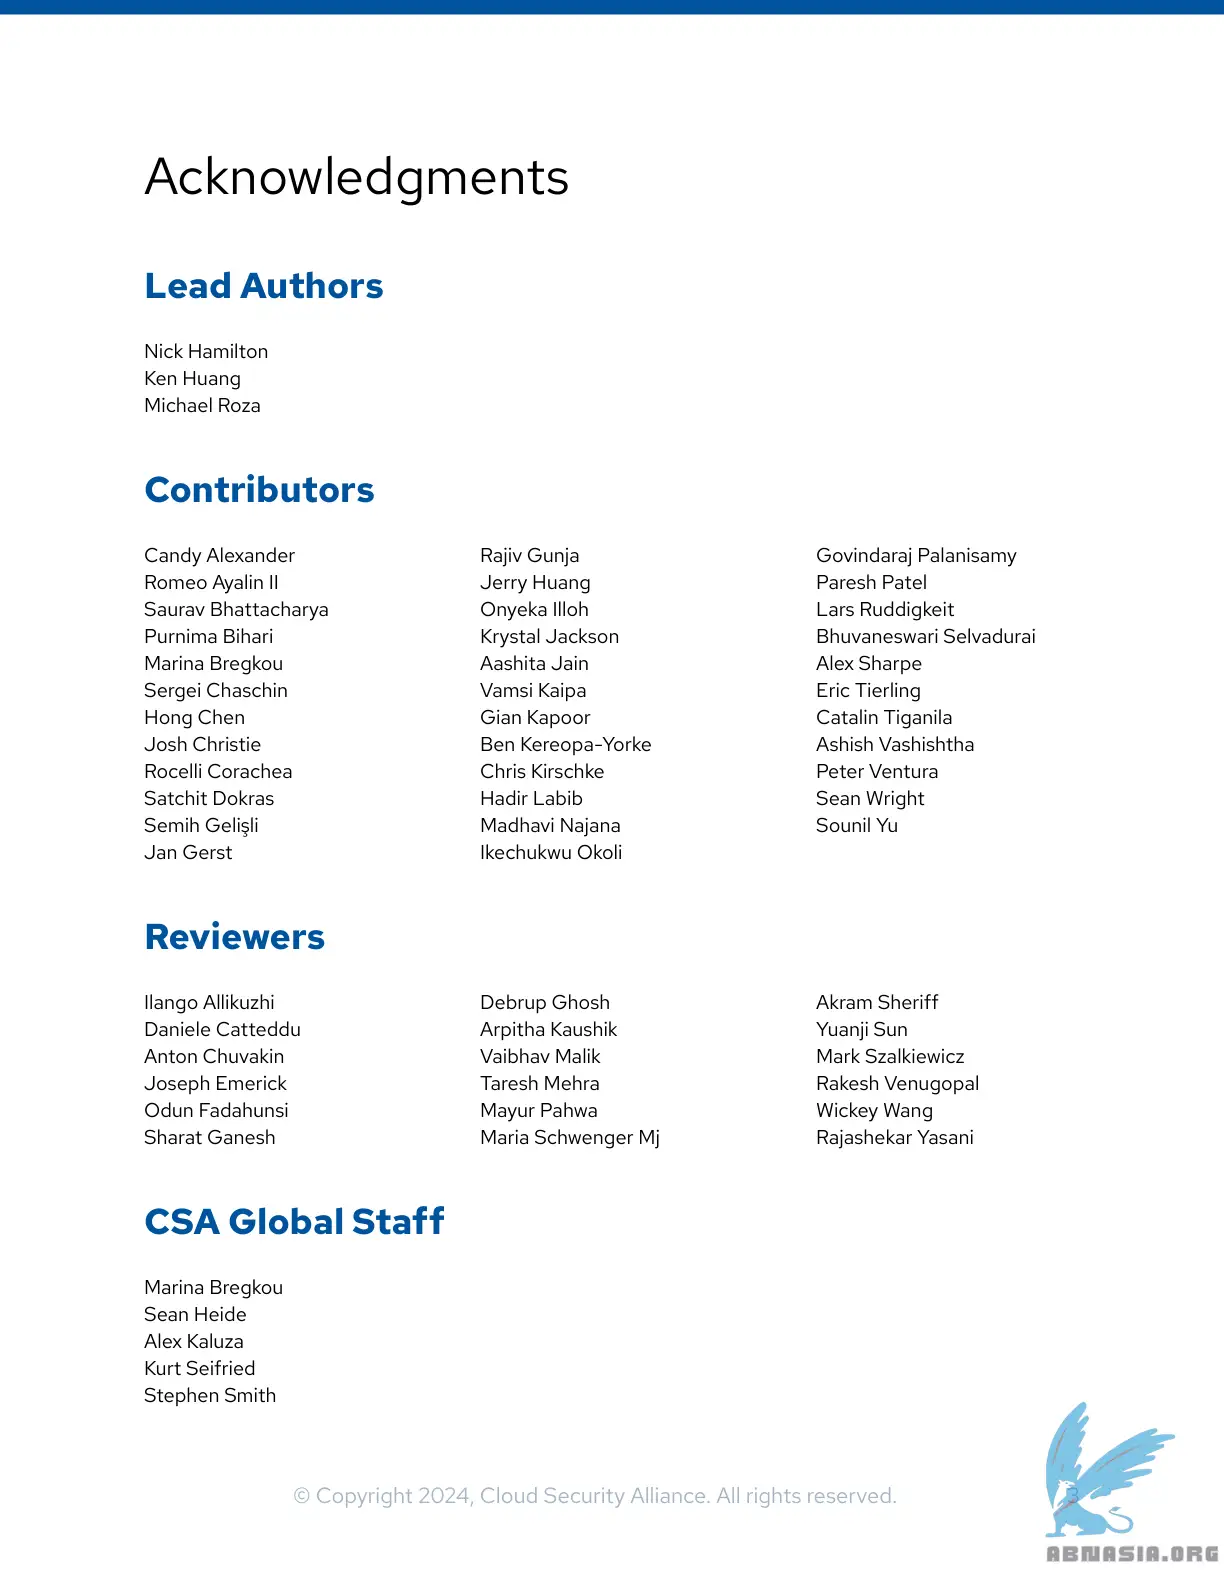 Acknowledgments
Lead Authors
Nick Hamilton
Ken Huang
Michael Roza
Contributors
Candy Alexander
Romeo Ayalin II
Saurav Bhattacharya
Purnima Bihari
Marina Bregkou
Sergei Chaschin
Hong Chen
Josh Christie
Rocelli Corachea
Satchit Dokras
Semih Gelişli
Jan Gerst
Rajiv Gunja
Jerry Huang
Onyeka Illoh
Krystal Jackson
Aashita Jain
Vamsi Kaipa
Gian Kapoor
Ben Kereopa-Yorke
Chris Kirschke
Hadir Labib
Madhavi Najana
Ikechukwu Okoli
Govindaraj Palanisamy
Paresh Patel
Lars Ruddigkeit
Bhuvaneswari Selvadurai
Alex Sharpe
Eric Tierling
Catalin Tiganila
Ashish Vashishtha
Peter Ventura
Sean Wright
Sounil Yu
Reviewers
Ilango Allikuzhi
Daniele Catteddu
Anton Chuvakin
Joseph Emerick
Odun Fadahunsi
Sharat Ganesh
Debrup Ghosh
Arpitha Kaushik
Vaibhav Malik
Taresh Mehra
Mayur Pahwa
Maria Schwenger Mj
Akram Sheriff
Yuanji Sun
Mark Szalkiewicz
Rakesh Venugopal
Wickey Wang
Rajashekar Yasani
CSA Global Staff
Marina Bregkou
Sean Heide
Alex Kaluza
Kurt Seifried
Stephen Smith
© Copyright 2024, Cloud Security Alliance. All rights reserved.
3
ABNASIA.ORG